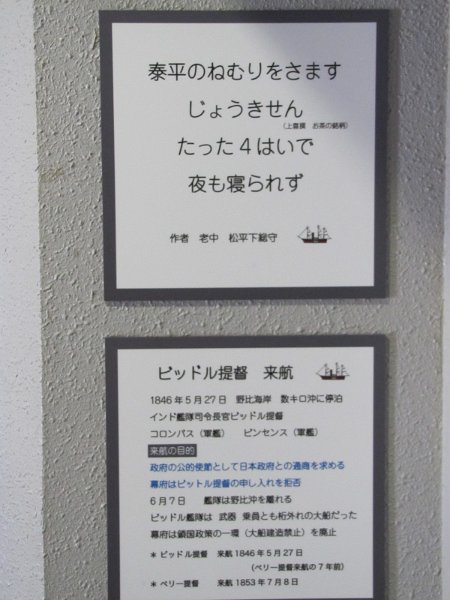 泰平のねむりをさます
じょうきせん
(上喜撰 お茶の銘柄)
たった4はいで
夜も寝られず
作者 老中 松平下総守
ビッドル提督 来航
1846年5月27日 野比海岸 数キロ沖に停泊
インド艦隊司令長官ビッドル提督
コロンバス（軍艦） ビンセンス（軍艦）
来航の目的
政府の公的使節として日本政府との通商を求める
幕府はビットル提督の申し入れを拒否
6月7日 艦隊は野比沖を離れる
ビッドル艦隊は 武器 乗員とも桁外れの大船だった
幕府は鎖国政策の一環（大船建造禁止）を廃止
＊ビッドル提督 来航1846年5月27日
(ペリー提督来航の7年前)
＊ペリー提督 来航1853年7月8日